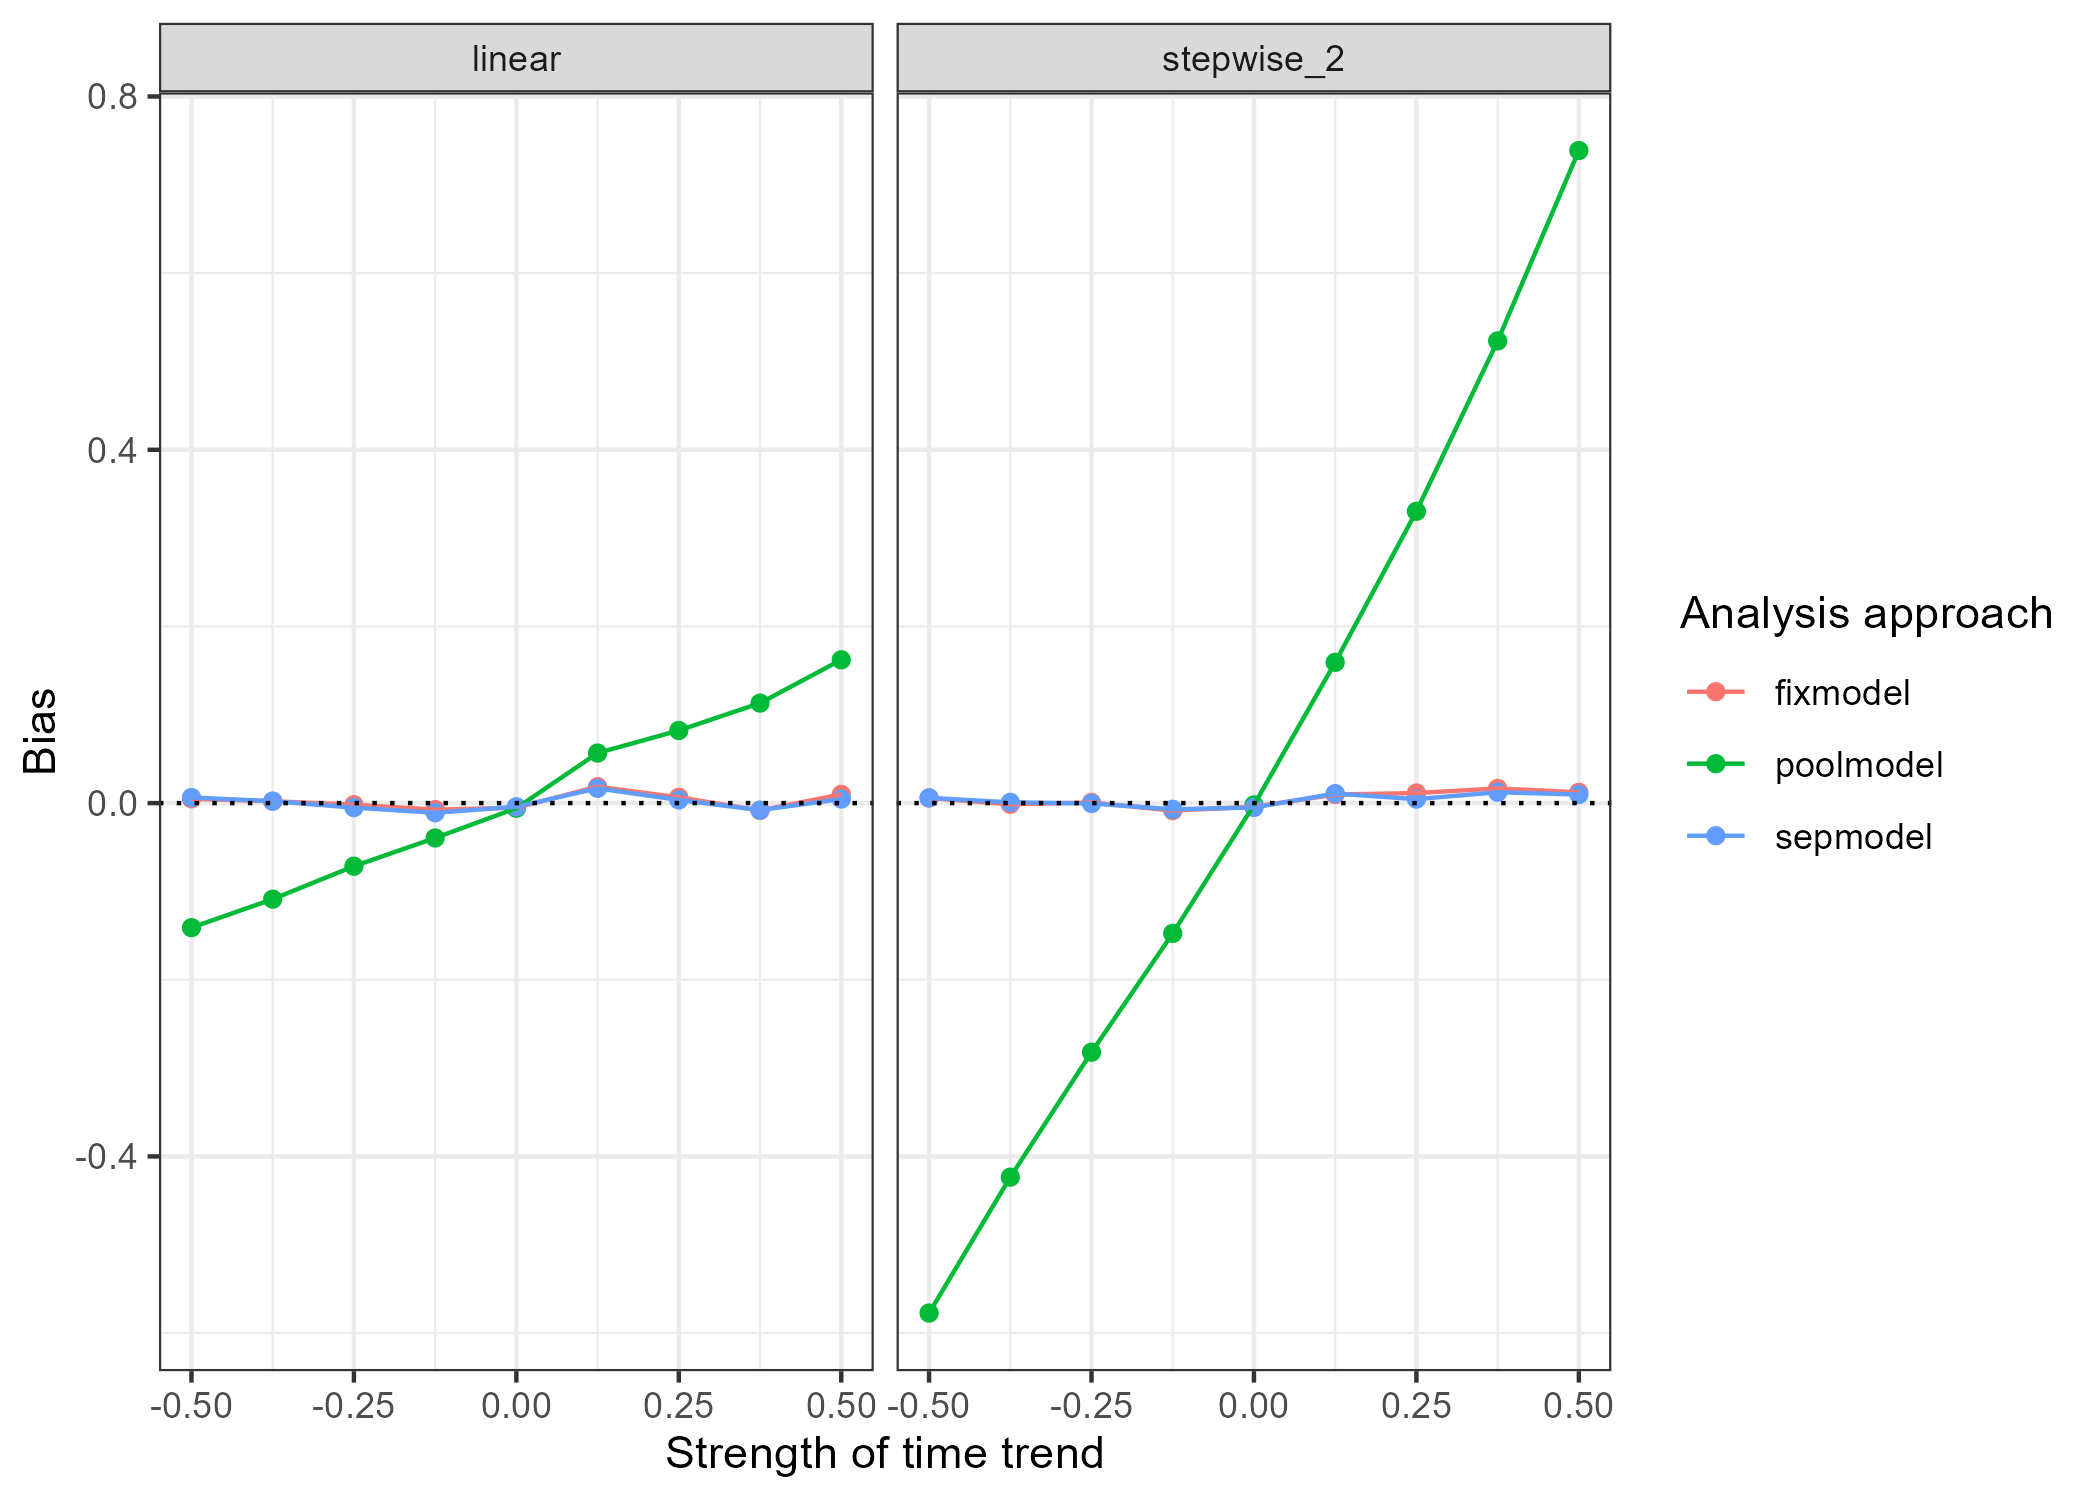 linear
stepwise_2
0.8
0.4
0.0
-0.4
Bias
-0.50 -0.25 0.00 0.25 0.50
-0.50 -0.25 0.00 0.25 0.50
Strength of time trend
Analysis approach
fixmodel
poolmodel
sepmodel